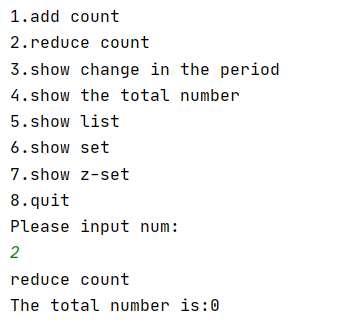 1.add count
2.reduce count
3.show change in the period
4.show the total number
5.show list
6.show set
7.show z-set
8.quit
Please input num:
2
reduce count
The total number is:0